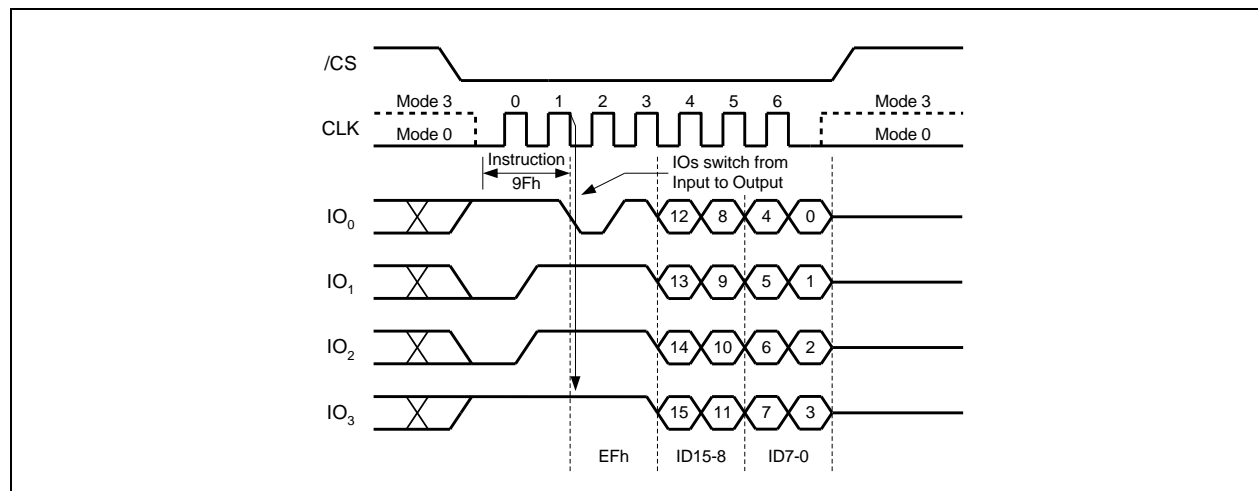 /CS
Mode 3
0 1 2 3 4 5 6
Mode 3
CLK
Mode 0
Mode 0
Instruction
9Fh
IOs switch from
Input to Output
IO0
12 8 4 0
IO1
13 9 5 1
IO2
14 10 6 2
IO3
15 11 7 3
EFh ID15-8 ID7-0